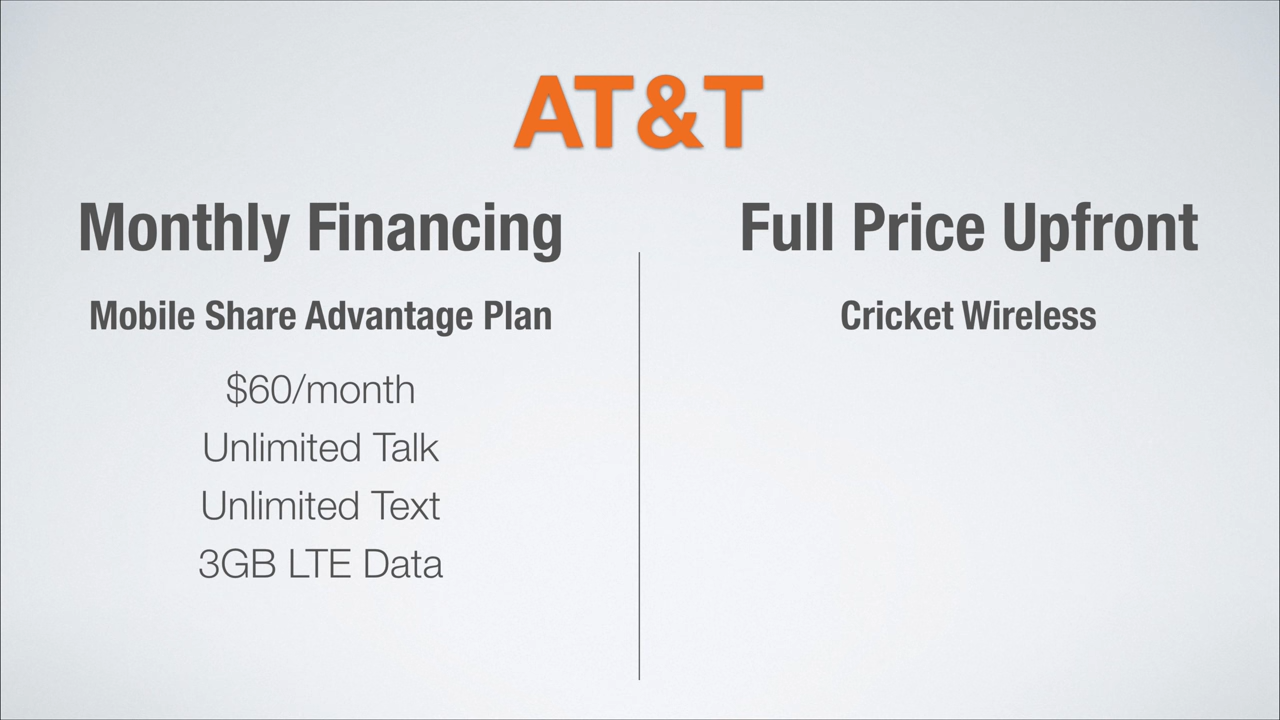 AT&T
Monthly Financing
Mobile Share Advantage Plan
$60/month
Unlimited Talk
Unlimited Text
3GB LTE Data
Full Price Upfront
Cricket Wireless